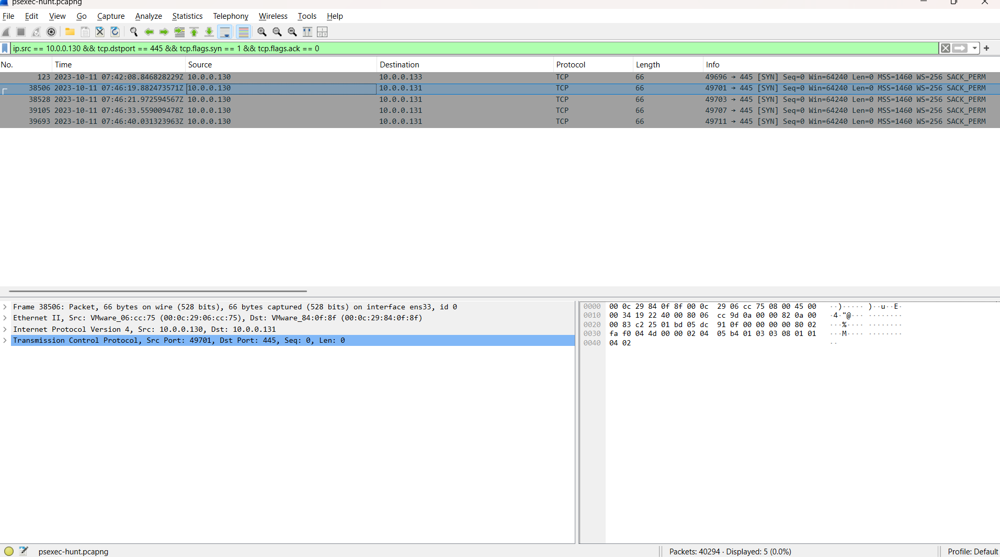 psexec-hunt.pcapng
File Edit View Go Capture Analyze Statistics Telephony Wireless Tools Help
ip.src == 10.0.0.130 && tcp.dstport == 445 && tcp.flags.syn == 1 && tcp.flags.ack == 0
No. Time Source Destination Protocol Length Info
123 2023-10-11 07:42:08.846828229Z 10.0.0.130 10.0.0.133 TCP 66 49696 → 445 [SYN] Seq=0 Win=64240 Len=0 MSS=1460 WS=256 SACK_PERM
38506 2023-10-11 07:46:19.882473571Z 10.0.0.130 10.0.0.131 TCP 66 49701 → 445 [SYN] Seq=0 Win=64240 Len=0 MSS=1460 WS=256 SACK_PERM
38528 2023-10-11 07:46:21.972594567Z 10.0.0.130 10.0.0.131 TCP 66 49703 → 445 [SYN] Seq=0 Win=64240 Len=0 MSS=1460 WS=256 SACK_PERM
39105 2023-10-11 07:46:33.559009478Z 10.0.0.130 10.0.0.131 TCP 66 49707 → 445 [SYN] Seq=0 Win=64240 Len=0 MSS=1460 WS=256 SACK_PERM
39693 2023-10-11 07:46:40.031323963Z 10.0.0.130 10.0.0.131 TCP 66 49711 → 445 [SYN] Seq=0 Win=64240 Len=0 MSS=1460 WS=256 SACK_PERM
Frame 38506: Packet, 66 bytes on wire (528 bits), 66 bytes captured (528 bits) on interface ens33, id 0
Ethernet II, Src: VMware_06:cc:75 (00:0c:29:06:cc:75), Dst: VMware_84:0f:8f (00:0c:29:84:0f:8f)
Internet Protocol Version 4, Src: 10.0.0.130, Dst: 10.0.0.131
Transmission Control Protocol, Src Port: 49701, Dst Port: 445, Seq: 0, Len: 0
0000 00 0c 29 84 0f 8f 00 0c 29 06 cc 75 08 00 45 00 ··)····· )··u··E·
0010 00 34 19 22 40 00 80 06 cc 9d 0a 00 00 82 0a 00 ·4·"@··· ········
0020 00 83 c2 25 01 bd 05 dc 91 0f 00 00 00 00 80 02 ···%···· ········
0030 fa f0 04 4d 00 00 02 04 05 b4 01 03 03 08 01 01 ···M···· ········
0040 04 02 ··
psexec-hunt.pcapng
Packets: 40294 · Displayed: 5 (0.0%)
Profile: Default